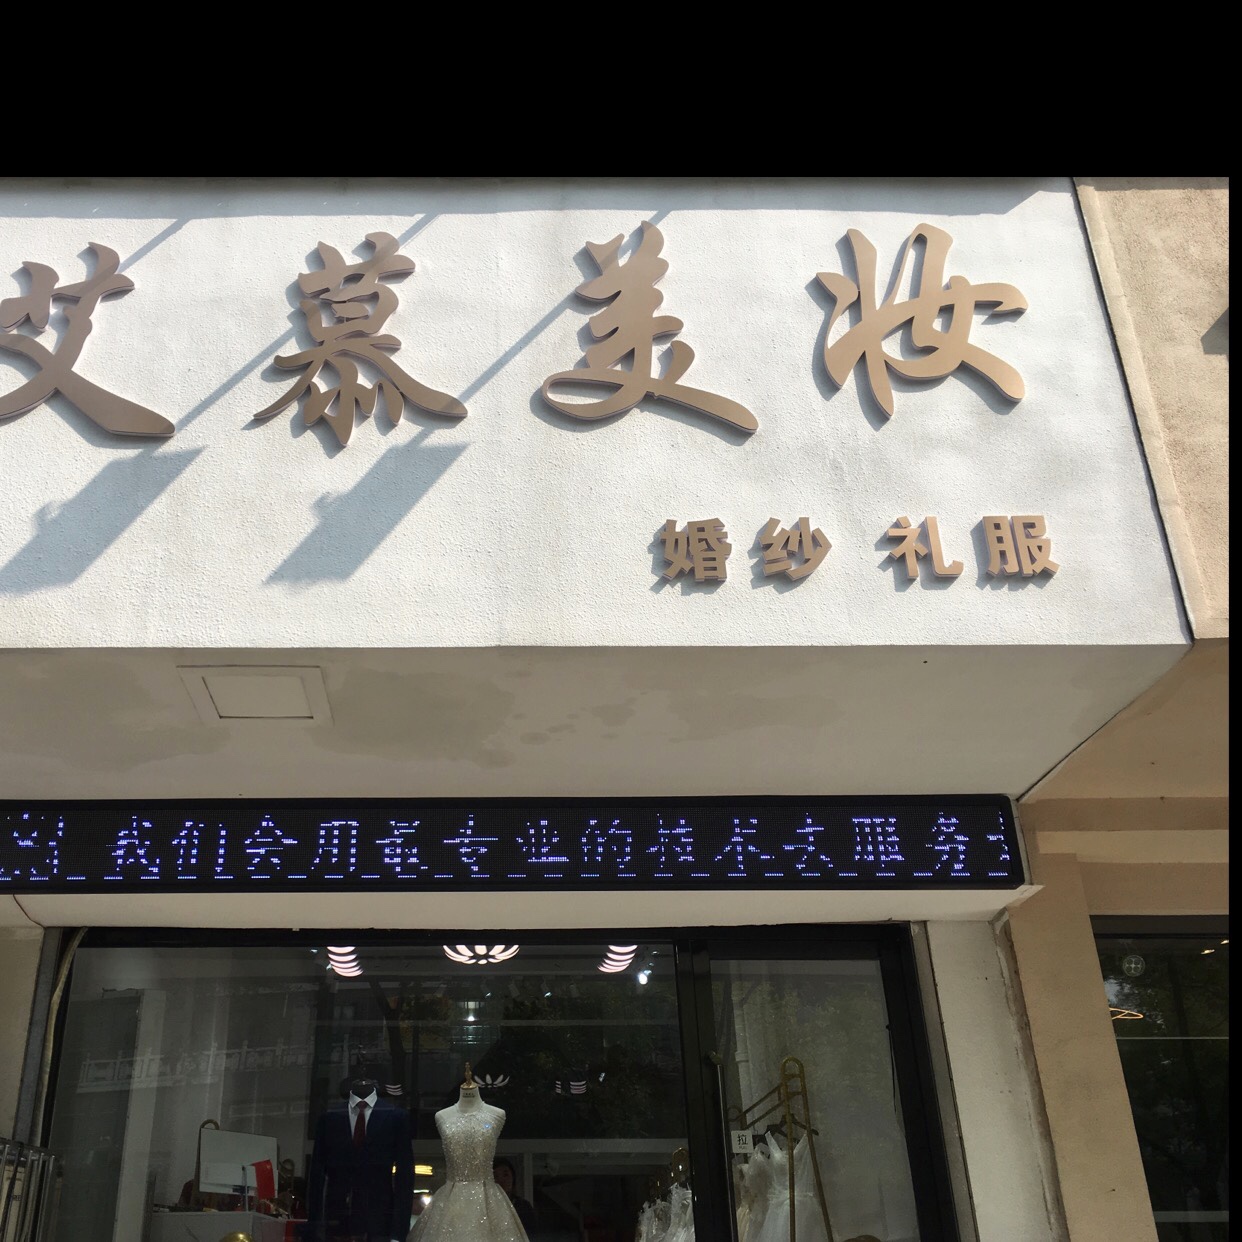 艾慕美妆
婚纱 礼服
我们会用最专业的技术去服务
拉